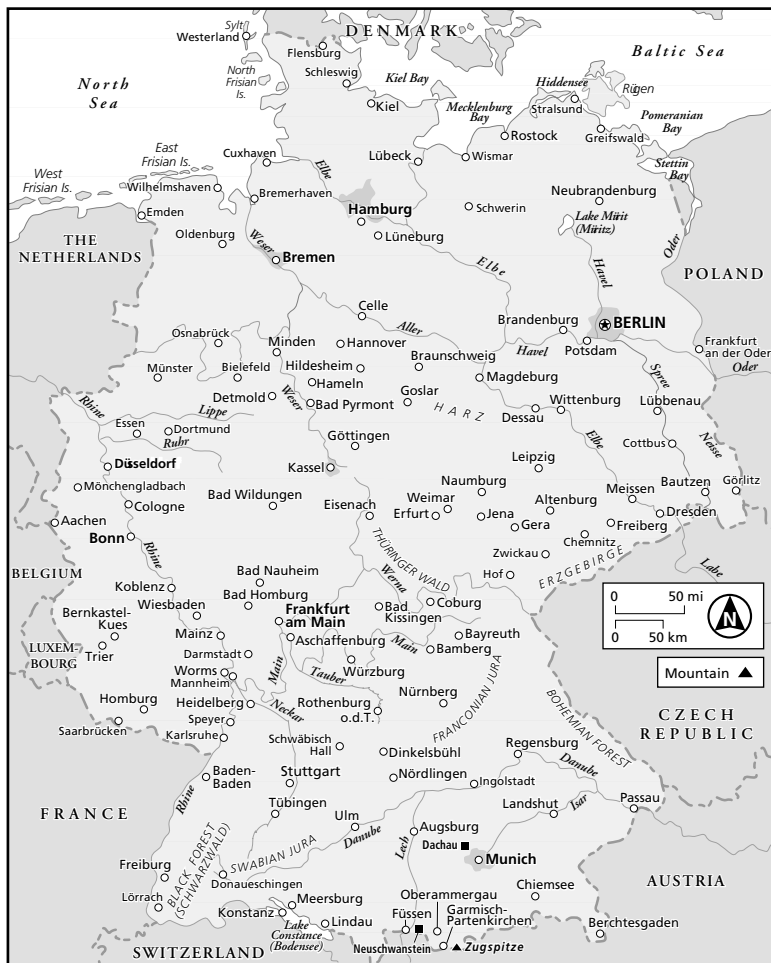 DENMARK
Sylt
Westerland
Flensburg
Schleswig
Baltic Sea
North
Sea
North
Frisian
Is.
Kiel Bay
Kiel
Hiddensee
Rügen
Mecklenburg
Bay
Stralsund
Pomeranian
Bay
Rostock
Greifswald
East
Frisian Is.
Cuxhaven
Elbe
Lübeck
Wismar
Stettin
Bay
West
Frisian Is.
Wilhelmshaven
Bremerhaven
Neubrandenburg
Emden
Hamburg
Schwerin
Lake Mürit
(Müritz)
THE
NETHERLANDS
Oldenburg
Weser
Lüneburg
Bremen
Elbe
Havel
Oder
POLAND
Celle
Aller
Brandenburg
BERLIN
Osnabrück
Minden
Hannover
Braunschweig
Havel
Potsdam
Frankfurt
an der Oder
Oder
Münster
Bielefeld
Hildesheim
Hameln
Magdeburg
Spree
Rhine
Detmold
Weser
Bad Pyrmont
Goslar
HARZ
Wittenburg
Lübbenau
Lippe
Dessau
Essen
Dortmund
Ruhr
Göttingen
Elbe
Cottbus
Neisse
Düsseldorf
Kassel
Leipzig
Mönchengladbach
Cologne
Bad Wildungen
Naumburg
Meissen
Bautzen
Görlitz
Eisenach
Weimar
Erfurt
Jena
Altenburg
Gera
Freiberg
Dresden
Aachen
Bonn
Rhine
THÜRINGER WALD
Chemnitz
Zwickau
ERZGEBIRGE
BELGIUM
Koblenz
Bad Nauheim
Werna
Hof
Labe
Wiesbaden
Bad Homburg
Frankfurt
am Main
Bad
Kissingen
Coburg
0 50 mi
0 50 km
N
Bernkastel-
Kues
Mainz
Aschaffenburg
Main
Bayreuth
Bamberg
LUXEM-
BOURG
Trier
Darmstadt
Würzburg
Mountain
Worms
Mannheim
Main
Tauber
Nürnberg
FRANCONIAN JURA
BOHEMIAN FOREST
Homburg
Heidelberg
Neckar
Rothenburg
o.d.T.
CZECH
REPUBLIC
Saarbrücken
Speyer
Karlsruhe
Schwäbisch
Hall
Dinkelsbühl
Regensburg
Danube
Rhine
Baden-
Baden
Stuttgart
Nördlingen
Ingolstadt
FRANCE
Tübingen
Landshut
Isar
Passau
Ulm
Danube
Lech
Augsburg
BLACK FOREST
(SCHWARZWALD)
SWABIAN JURA
Dachau
Munich
Freiburg
Donaueschingen
AUSTRIA
Lörrach
Meersburg
Oberammergau
Chiemsee
Konstanz
Füssen
Garmisch-
Partenkirchen
Lake
Constance
(Bodensee)
Lindau
Berchtesgaden
SWITZERLAND
Neuschwanstein
Zugspitze